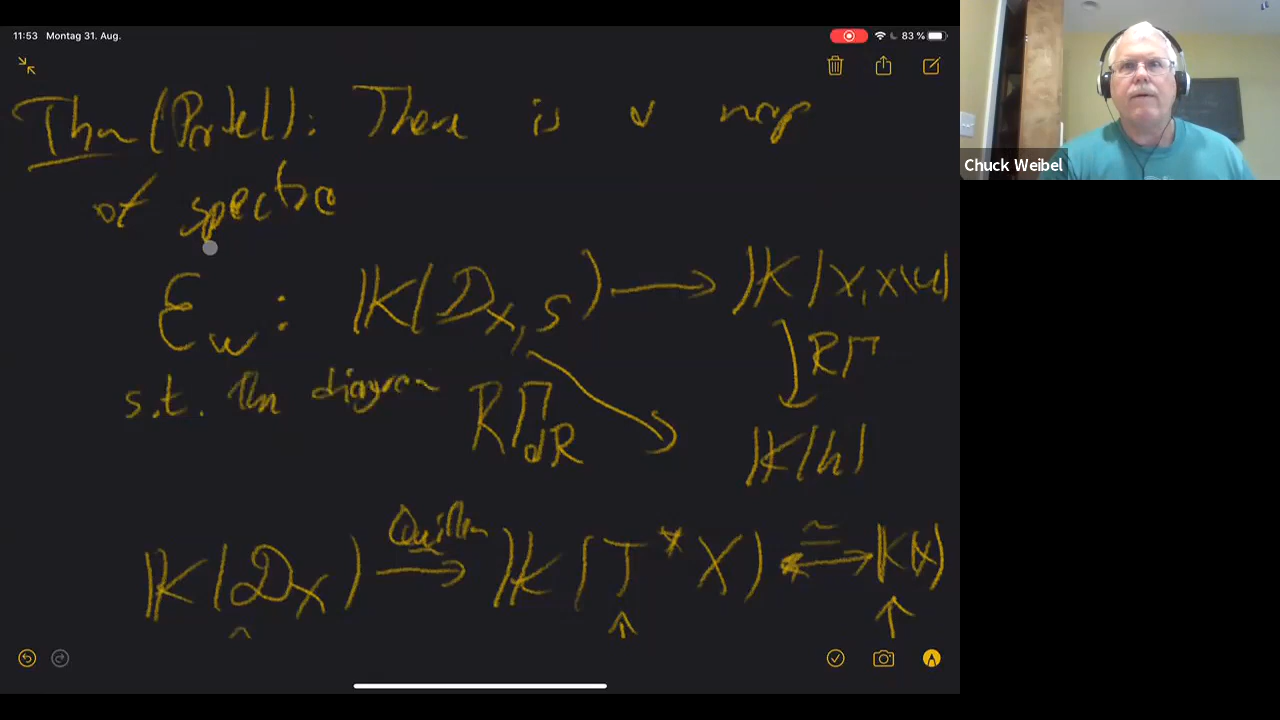 11:53 Montag 31. Aug. 83 %
Thm (Patel): There is a map
of spectra
ℰ_w : 𝕂(𝒟_X, S) → 𝕂(X, X\U)
↓ RΓ
s.t. the diagram RΓ_dR ↘ 𝕂(k)
𝕂(𝒟_X) →^Quillen 𝕂(T*X) ≃ 𝕂(X)
Chuck Weibel